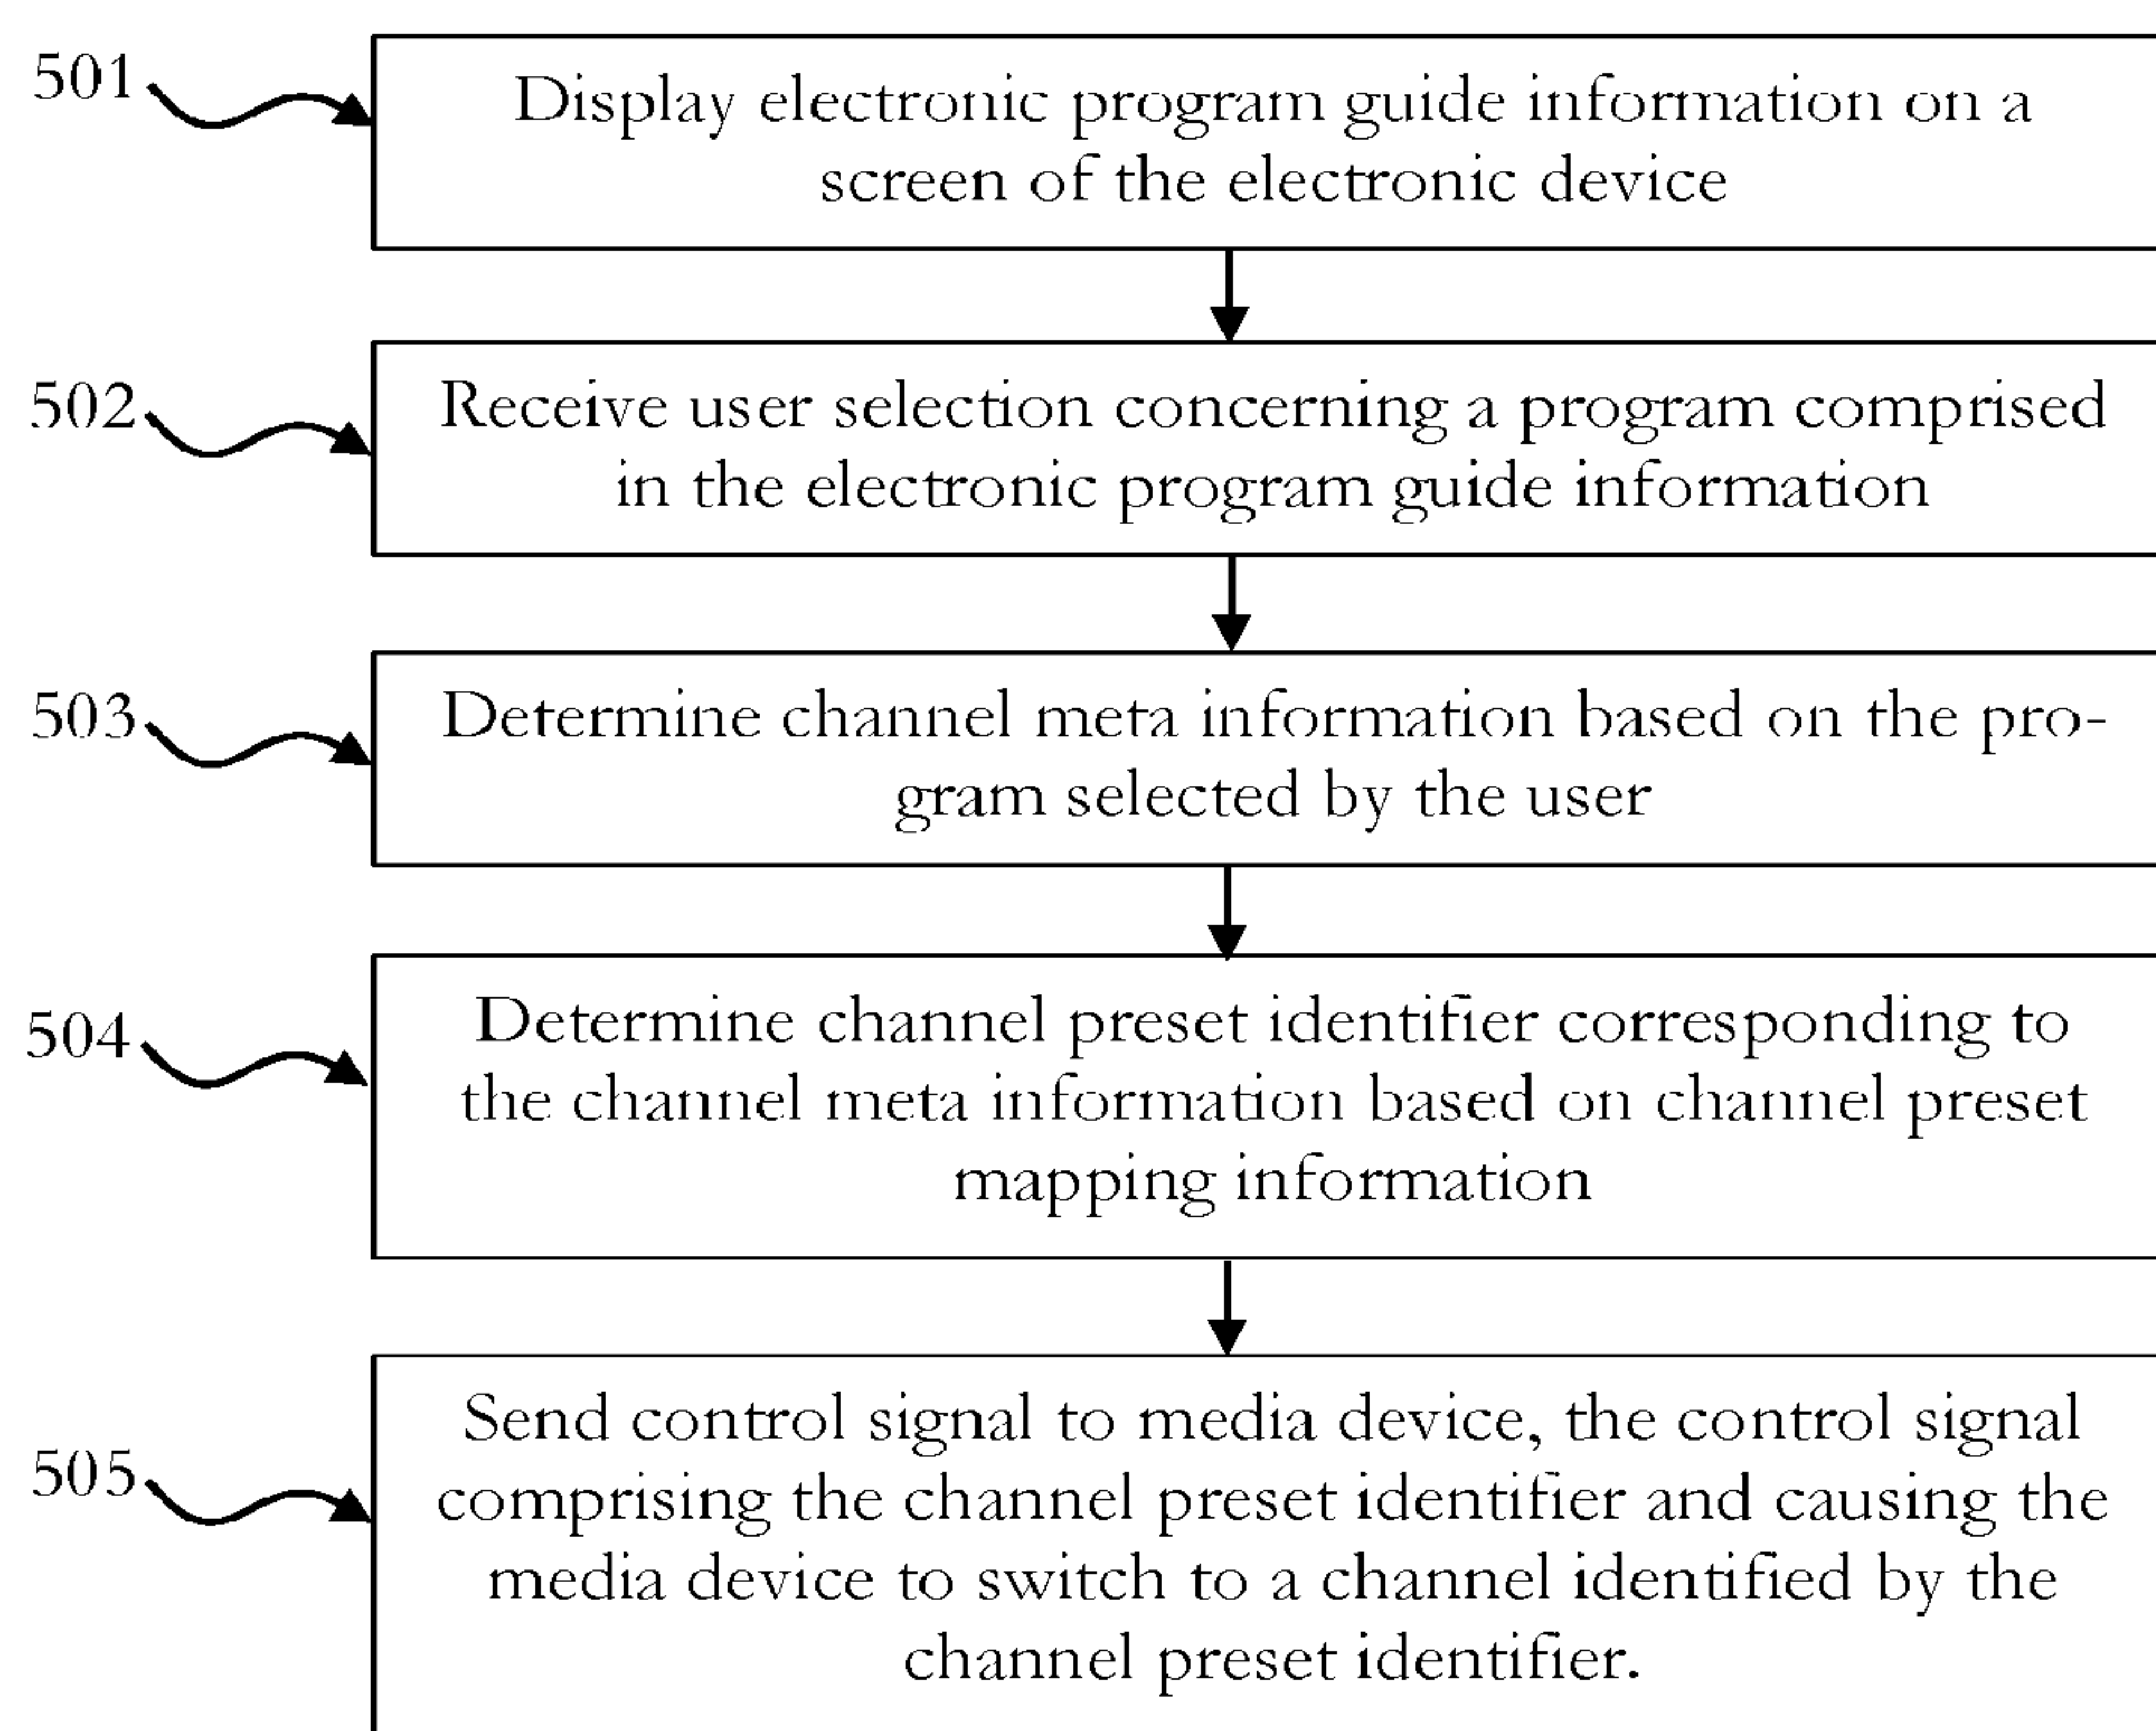 501
Display electronic program guide information on a
screen of the electronic device
502
Receive user selection concerning a program comprised
in the electronic program guide information
503
Determine channel meta information based on the pro-
gram selected by the user
504
Determine channel preset identifier corresponding to
the channel meta information based on channel preset
mapping information
505
Send control signal to media device, the control signal
comprising the channel preset identifier and causing the
media device to switch to a channel identified by the
channel preset identifier.